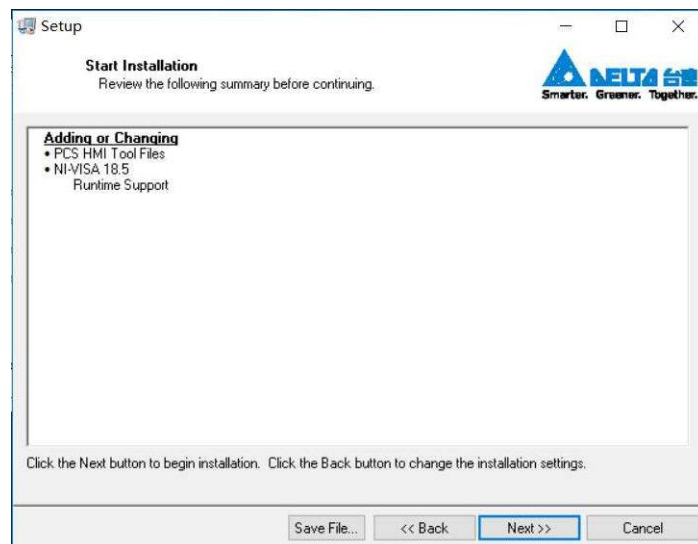 Setup
Start Installation
Review the following summary before continuing.
DELTA 台達
Smarter. Greener. Together.
Adding or Changing
• PCS HMI Tool Files
• NI-VISA 18.5
Runtime Support
Click the Next button to begin installation. Click the Back button to change the installation settings.
Save File...
<< Back
Next >>
Cancel